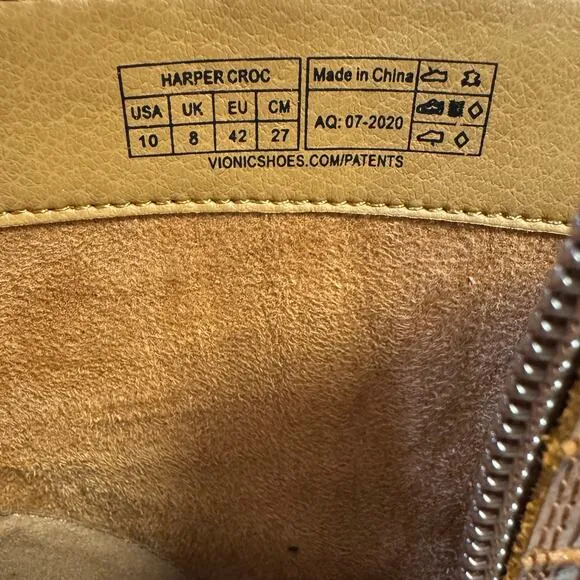 HARPER CROC
USA UK EU CM
10 8 42 27
Made in China
AQ: 07-2020
VIONICSHOES.COM/PATENTS